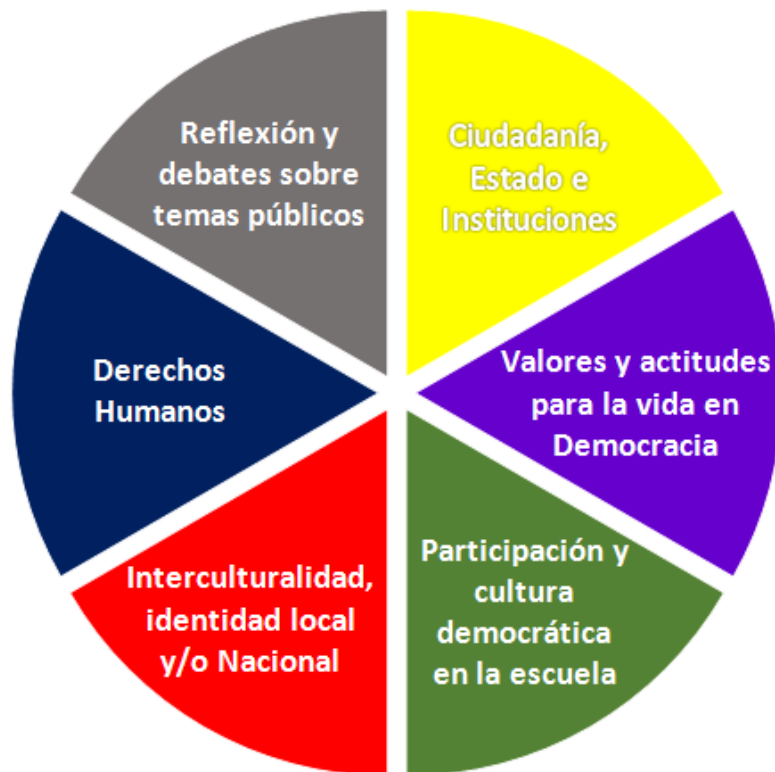 Reflexión y
debates sobre
temas públicos
Ciudadanía,
Estado e
Instituciones
Valores y actitudes
para la vida en
Democracia
Participación y
cultura
democrática
en la escuela
Interculturalidad,
identidad local
y/o Nacional
Derechos
Humanos